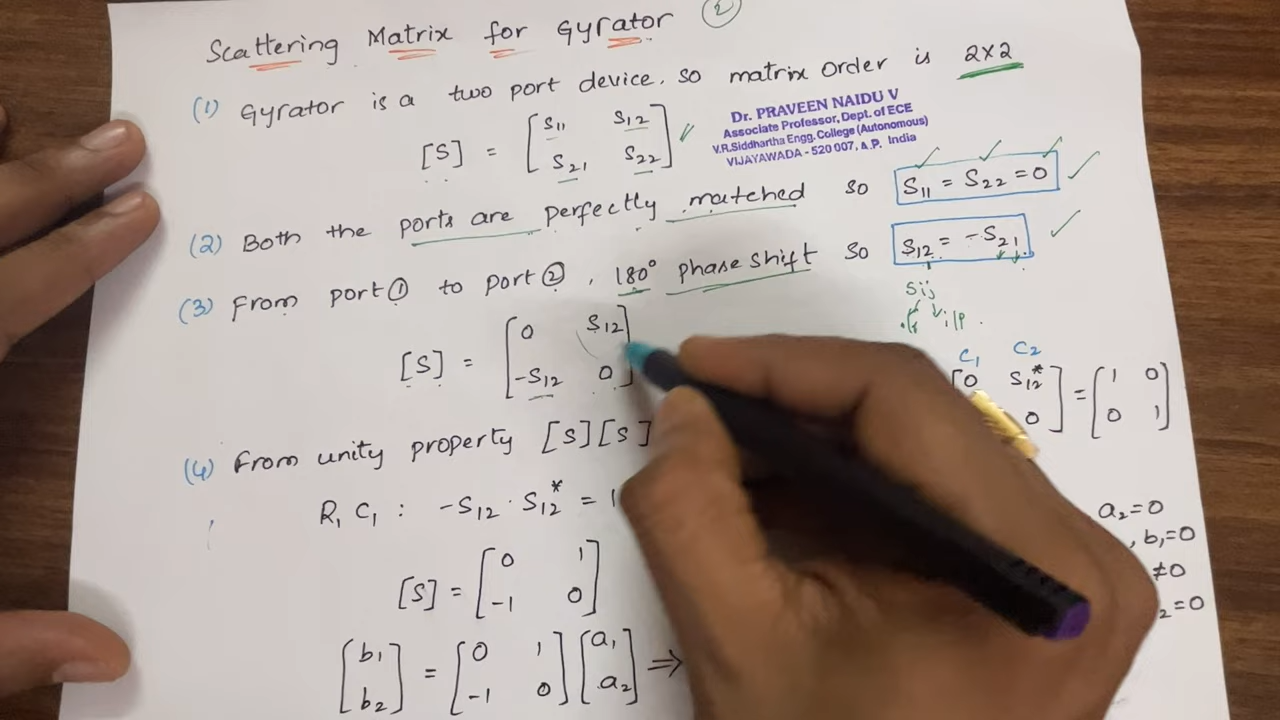 Scattering Matrix for Gyrator 2
(1) Gyrator is a two port device. So matrix order is 2x2
[S] = [S11 S12
S21 S22]
Dr. PRAVEEN NAIDU V
Associate Professor, Dept. of ECE
V.R.Siddhartha Engg. College (Autonomous)
VIJAYAWADA - 520 007, A.P. India
(2) Both the ports are perfectly matched so S11 = S22 = 0
(3) From port 1 to port 2, 180° phase shift so S12 = -S21
Sij
i/p
[S] = [0 S12
-S12 0]
C1 C2
[0 S12*
0] = [1 0
0 1]
(4) From unity property [S][S]
R1 C1 : -S12 . S12* = 1
[S] = [0 1
-1 0]
a2=0
, b1=0
≠0
2=0
[b1
b2] = [0 1
-1 0] [a1
a2] ⇒